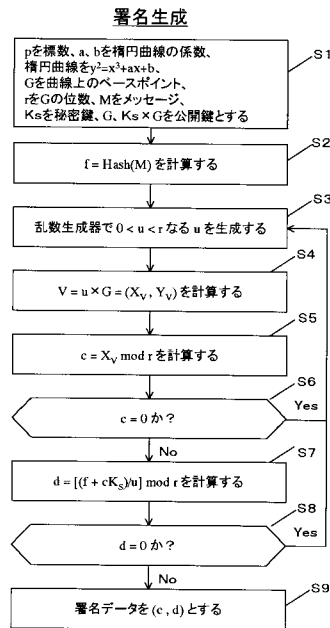 署名生成
S1
pを標数、a、bを楕円曲線の係数、
楕円曲線をy²=x³+ax+b、
Gを曲線上のベースポイント、
rをGの位数、Mをメッセージ、
Ksを秘密鍵、G、Ks×Gを公開鍵とする
S2
f = Hash(M) を計算する
S3
乱数生成器で 0 < u < r なる u を生成する
S4
V = u × G = (X_V, Y_V) を計算する
S5
c = X_V mod r を計算する
S6
c = 0 か？
Yes
No
S7
d = [(f + cK_S)/u] mod r を計算する
S8
d = 0 か？
Yes
No
S9
署名データを (c , d) とする